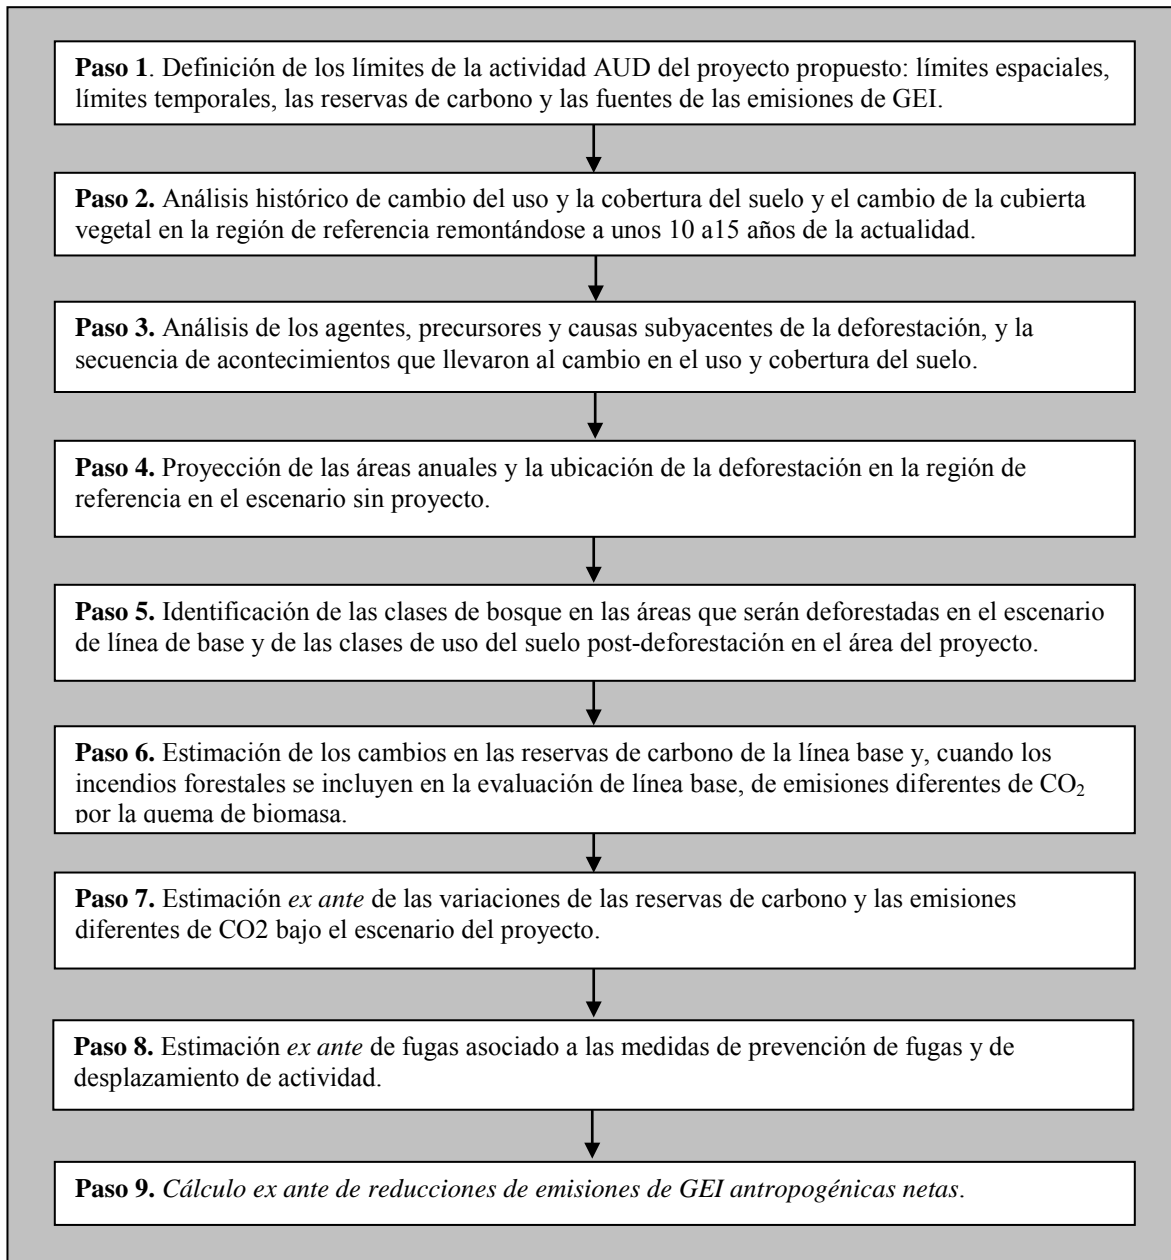 Paso 1. Definición de los límites de la actividad AUD del proyecto propuesto: límites espaciales,
límites temporales, las reservas de carbono y las fuentes de las emisiones de GEI.
Paso 2. Análisis histórico de cambio del uso y la cobertura del suelo y el cambio de la cubierta
vegetal en la región de referencia remontándose a unos 10 a15 años de la actualidad.
Paso 3. Análisis de los agentes, precursores y causas subyacentes de la deforestación, y la
secuencia de acontecimientos que llevaron al cambio en el uso y cobertura del suelo.
Paso 4. Proyección de las áreas anuales y la ubicación de la deforestación en la región de
referencia en el escenario sin proyecto.
Paso 5. Identificación de las clases de bosque en las áreas que serán deforestadas en el escenario
de línea de base y de las clases de uso del suelo post-deforestación en el área del proyecto.
Paso 6. Estimación de los cambios en las reservas de carbono de la línea base y, cuando los
incendios forestales se incluyen en la evaluación de línea base, de emisiones diferentes de CO₂
por la quema de biomasa.
Paso 7. Estimación ex ante de las variaciones de las reservas de carbono y las emisiones
diferentes de CO2 bajo el escenario del proyecto.
Paso 8. Estimación ex ante de fugas asociado a las medidas de prevención de fugas y de
desplazamiento de actividad.
Paso 9. Cálculo ex ante de reducciones de emisiones de GEI antropogénicas netas.